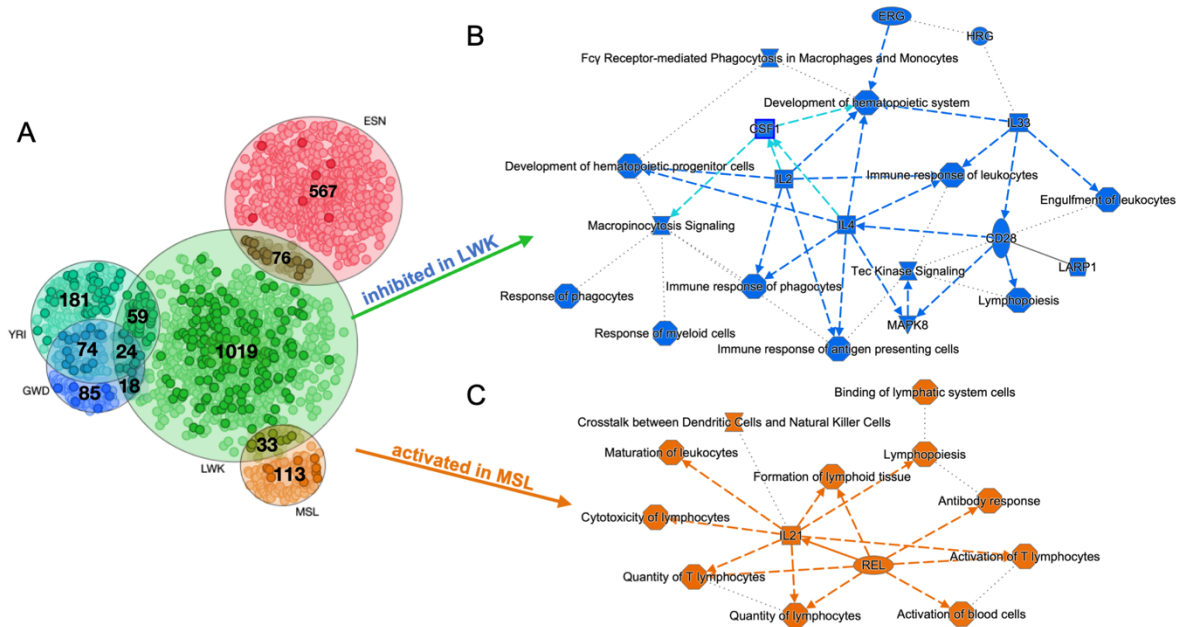 A
ESN
567
76
181
59
YRI
74
24
1019
GWD
85
18
33
LWK
113
MSL
inhibited in LWK
activated in MSL
B
ERG
HRG
Fcγ Receptor-mediated Phagocytosis in Macrophages and Monocytes
Development of hematopoietic system
CSF1
IL33
Development of hematopoietic progenitor cells
IL2
Immune response of leukocytes
Engulfment of leukocytes
Macropinocytosis Signaling
IL4
CD28
LARP1
Tec Kinase Signaling
Response of phagocytes
Immune response of phagocytes
Lymphopoiesis
MAPK8
Response of myeloid cells
Immune response of antigen presenting cells
C
Binding of lymphatic system cells
Crosstalk between Dendritic Cells and Natural Killer Cells
Maturation of leukocytes
Lymphopoiesis
Formation of lymphoid tissue
Antibody response
Cytotoxicity of lymphocytes
IL21
Activation of T lymphocytes
REL
Quantity of T lymphocytes
Quantity of lymphocytes
Activation of blood cells